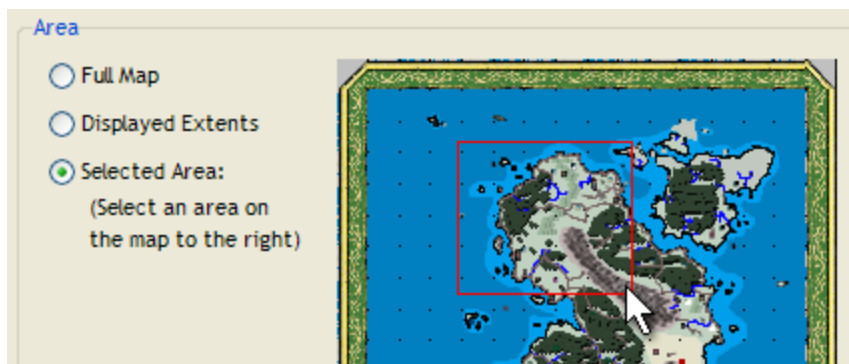 Area
Full Map
Displayed Extents
Selected Area:
(Select an area on
the map to the right)